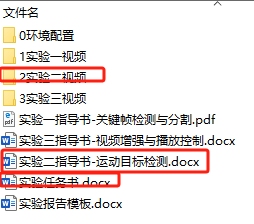 文件名
0环境配置
1实验一视频
2实验二视频
3实验三视频
实验一指导书-关键帧检测与分割.pdf
实验三指导书-视频增强与播放控制.docx
实验二指导书-运动目标检测.docx
实验任务书.docx
实验报告模板.docx